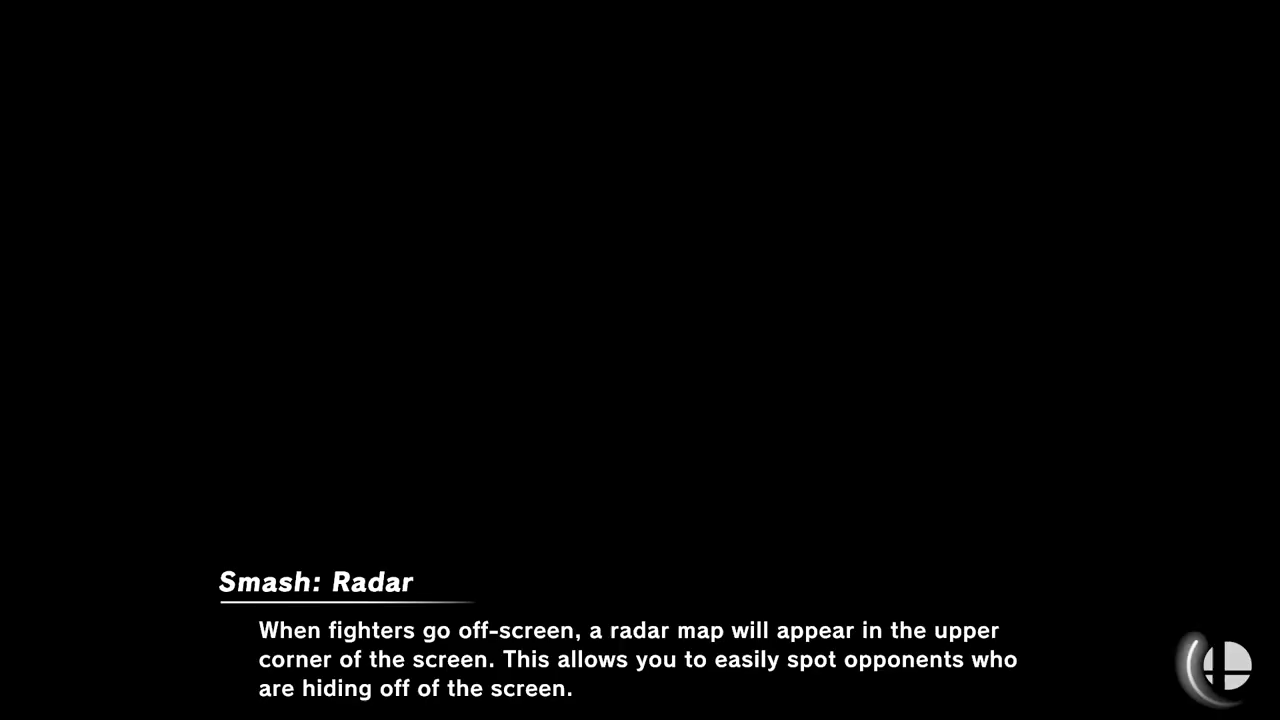 Smash: Radar
When fighters go off-screen, a radar map will appear in the upper
corner of the screen. This allows you to easily spot opponents who
are hiding off of the screen.